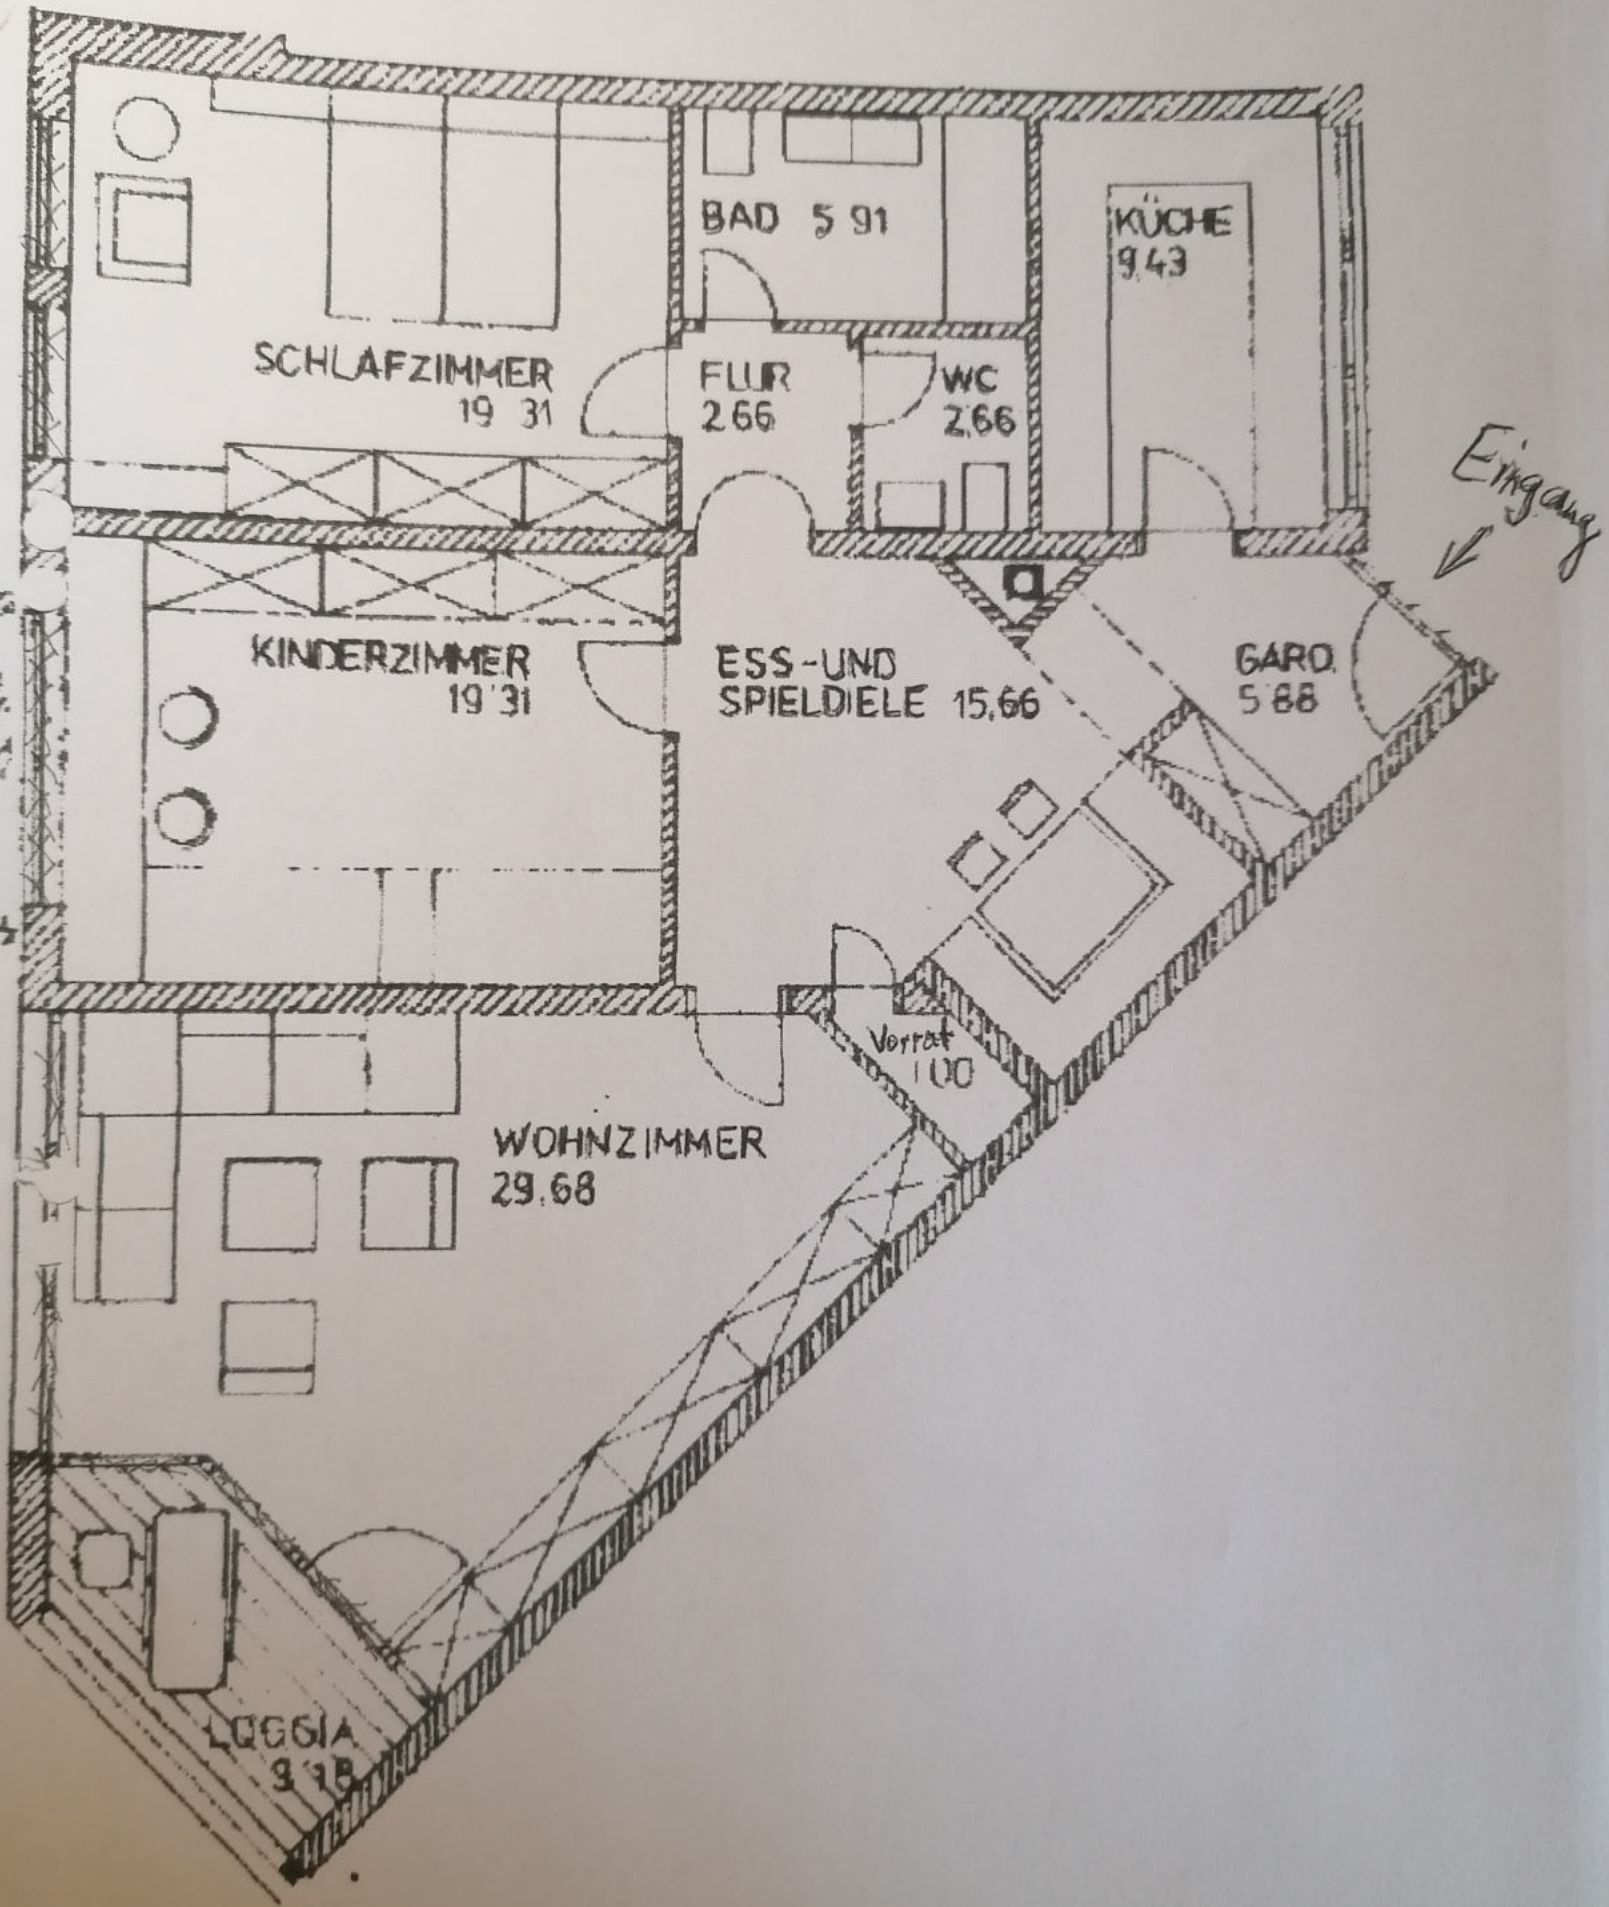 BAD 5 91
KÜCHE
9.43
SCHLAFZIMMER
19 31
FLUR
2.66
WC
2.66
Eingang
KINDERZIMMER
19 31
ESS-UND
SPIELDIELE 15,66
GARD.
5 88
Vorrat
1 00
WOHNZIMMER
29.68
LOGGIA